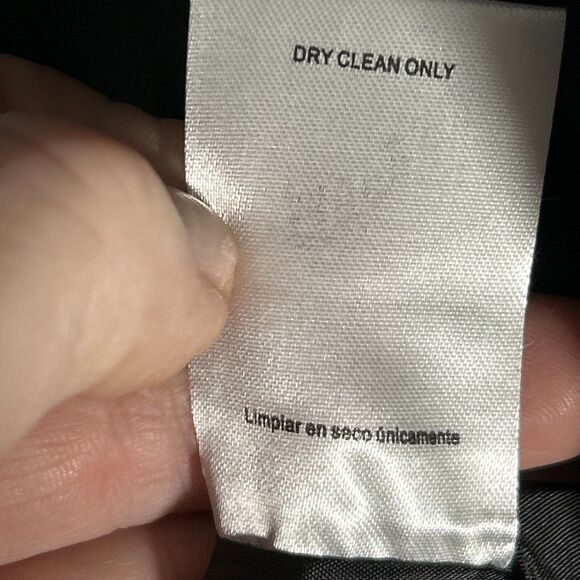 DRY CLEAN ONLY
Limpiar en seco únicamente